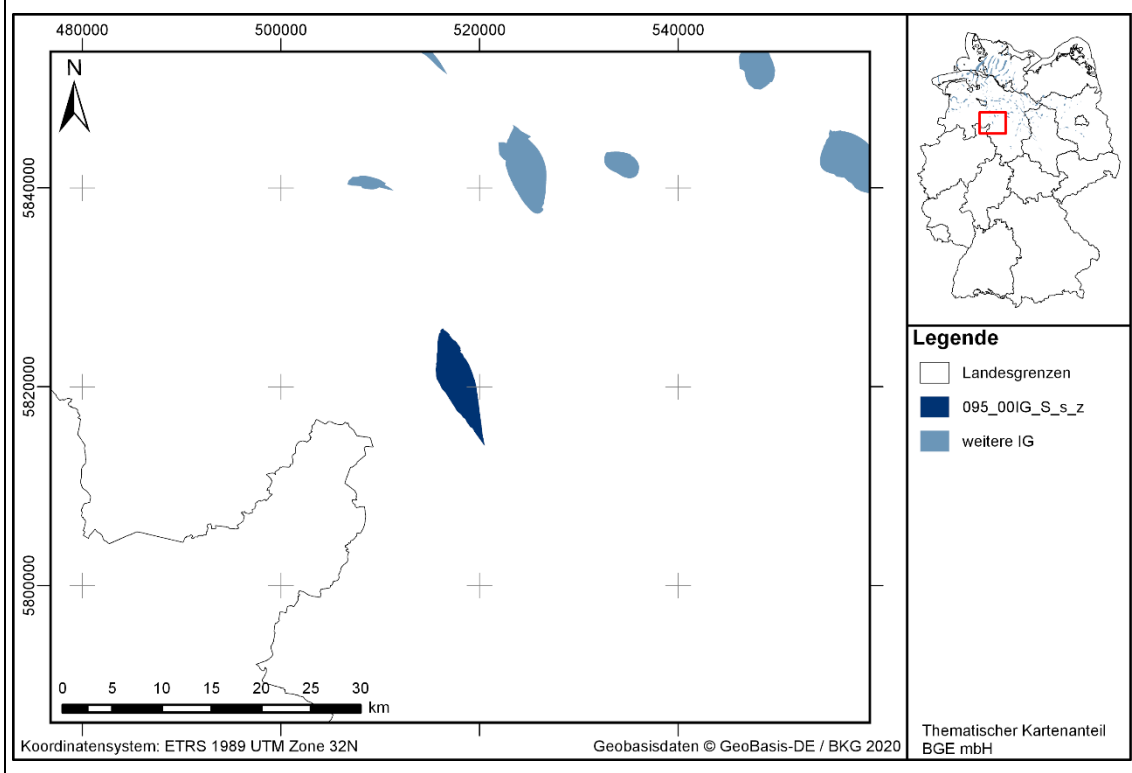 480000
500000
520000
540000
N
5840000
5820000
5800000
0 5 10 15 20 25 30
km
Koordinatensystem: ETRS 1989 UTM Zone 32N
Geobasisdaten © GeoBasis-DE / BKG 2020
Legende
Landesgrenzen
095_00IG_S_s_z
weitere IG
Thematischer Kartenanteil
BGE mbH